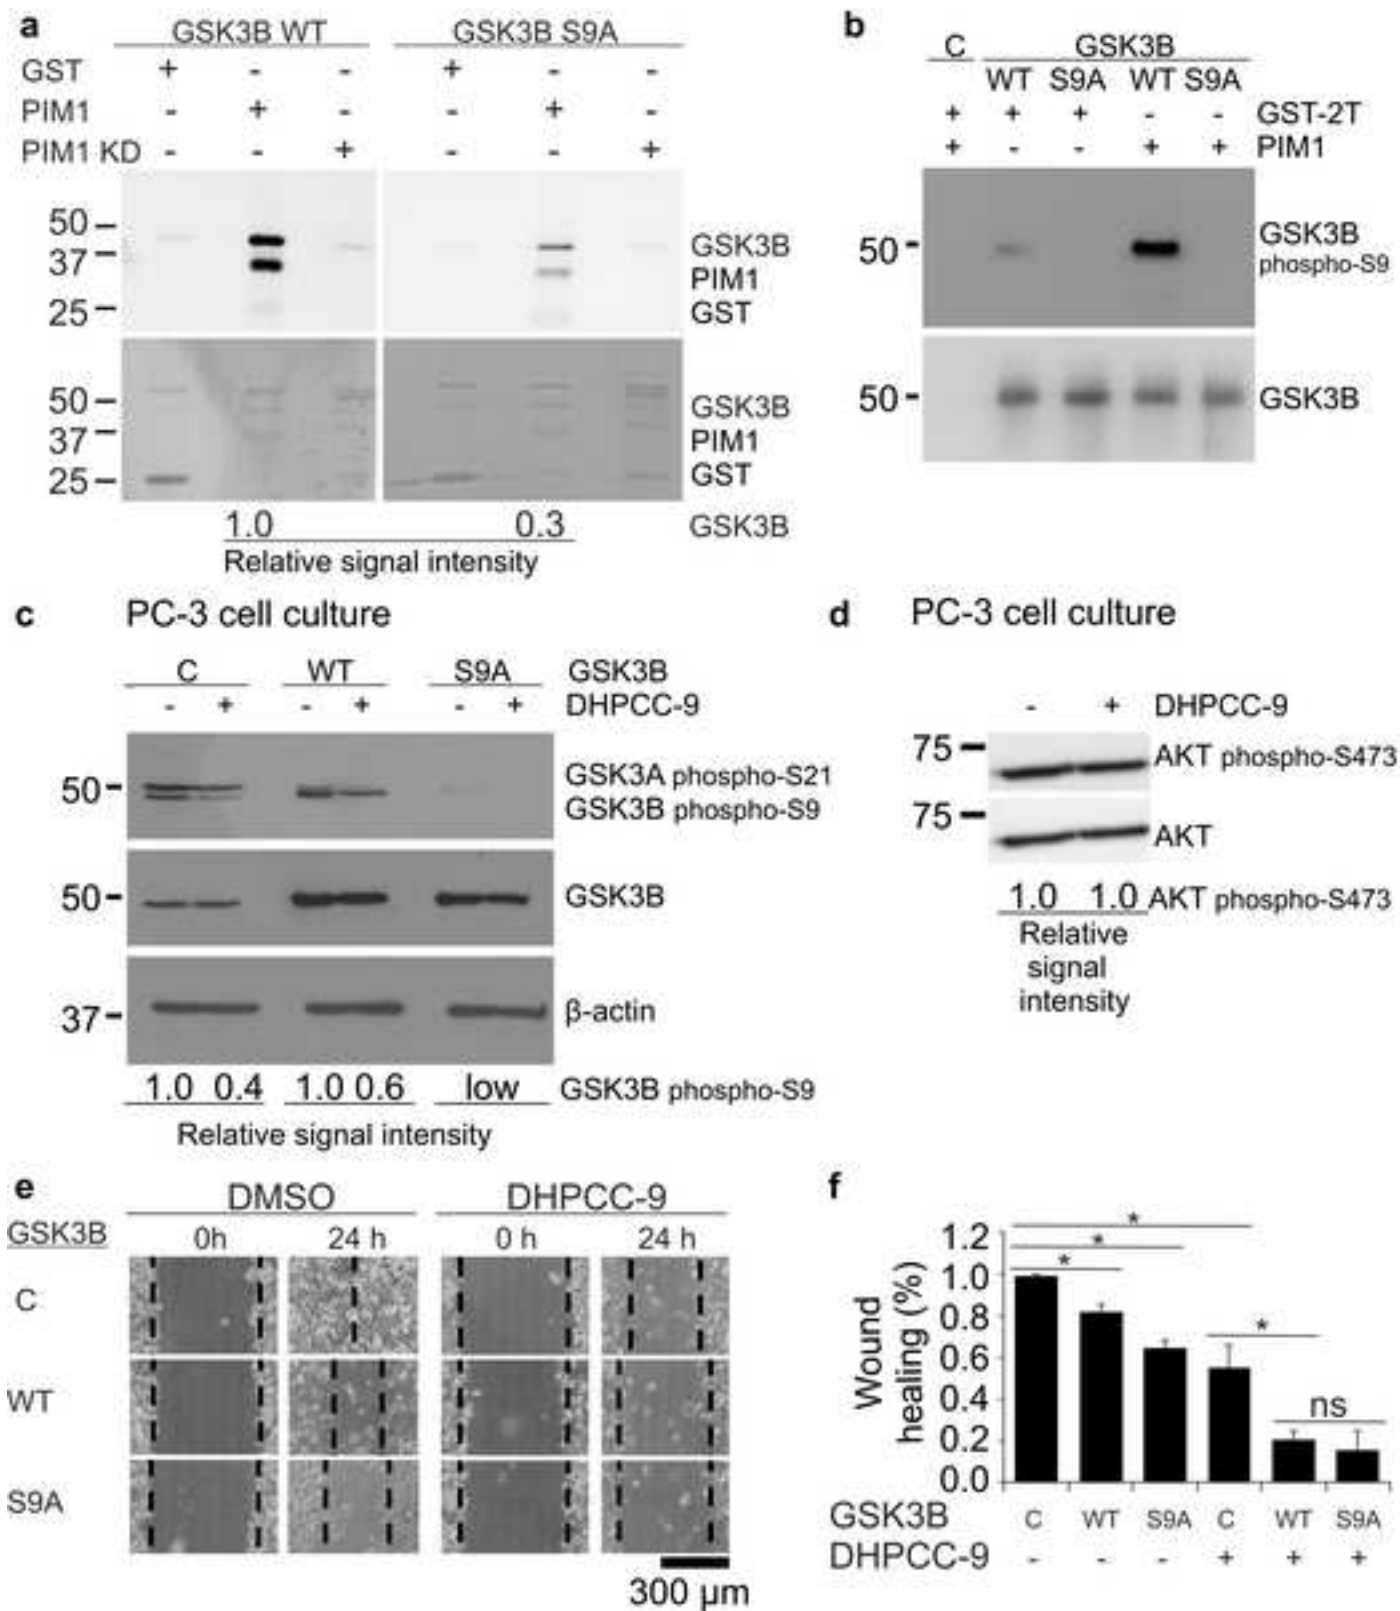 a
GSK3B WT GSK3B S9A
GST + - - + - -
PIM1 - + - - + -
PIM1 KD - - + - - +
50
37
25
GSK3B
PIM1
GST
50
37
25
GSK3B
PIM1
GST
1.0 0.3 GSK3B
Relative signal intensity
b
C GSK3B
WT S9A WT S9A
+ + + - - GST-2T
+ - - + + PIM1
50
GSK3B
phospho-S9
50
GSK3B
c PC-3 cell culture
C WT S9A GSK3B
- + - + - + DHPCC-9
50
GSK3A phospho-S21
GSK3B phospho-S9
50
GSK3B
37
β-actin
1.0 0.4 1.0 0.6 low GSK3B phospho-S9
Relative signal intensity
d PC-3 cell culture
- + DHPCC-9
75
AKT phospho-S473
75
AKT
1.0 1.0 AKT phospho-S473
Relative
signal
intensity
e
DMSO DHPCC-9
GSK3B 0h 24 h 0 h 24 h
C
WT
S9A
300 µm
f
Wound
healing (%)
1.2
1.0
0.8
0.6
0.4
0.2
0.0
* * * * ns
GSK3B C WT S9A C WT S9A
DHPCC-9 - - - + + +